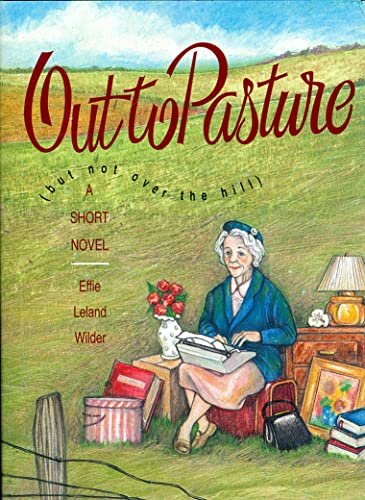 Out to Pasture
(but not over the hill)
A
SHORT
NOVEL
Effie
Leland
Wilder